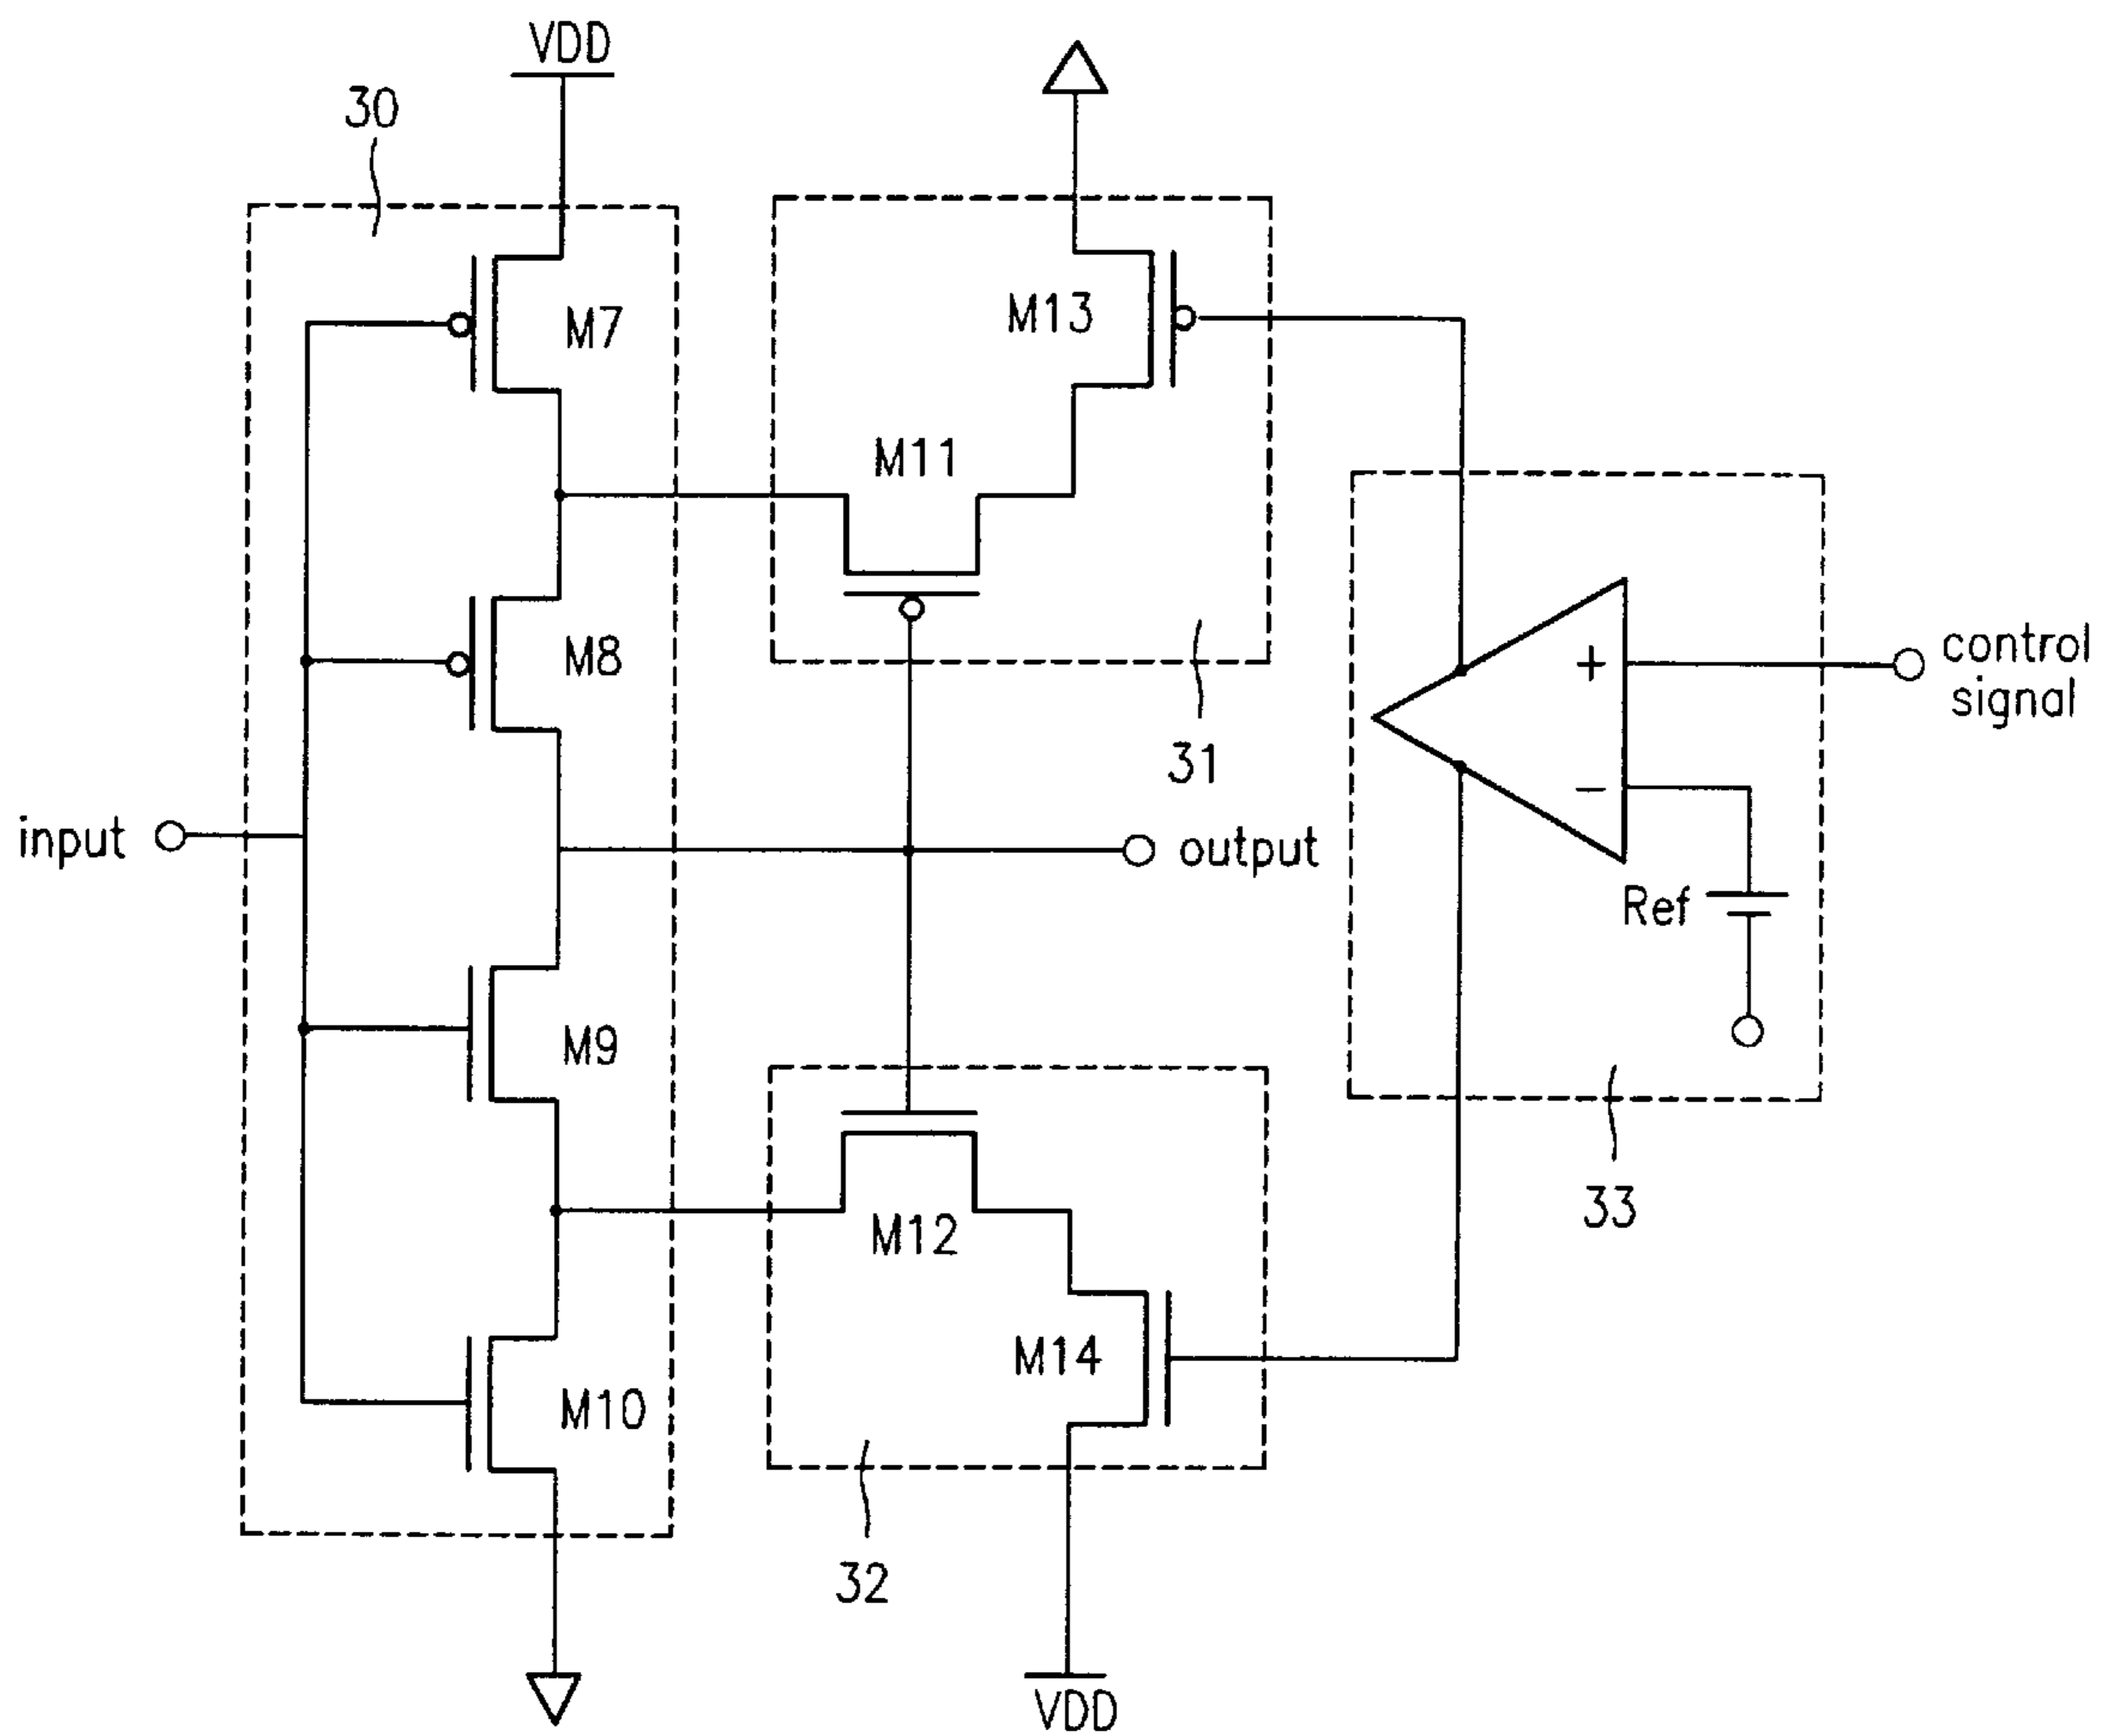 VDD
30
M7
M13
M11
M8
control
signal
31
input
output
+
−
Ref
M9
M12
33
M14
M10
32
VDD